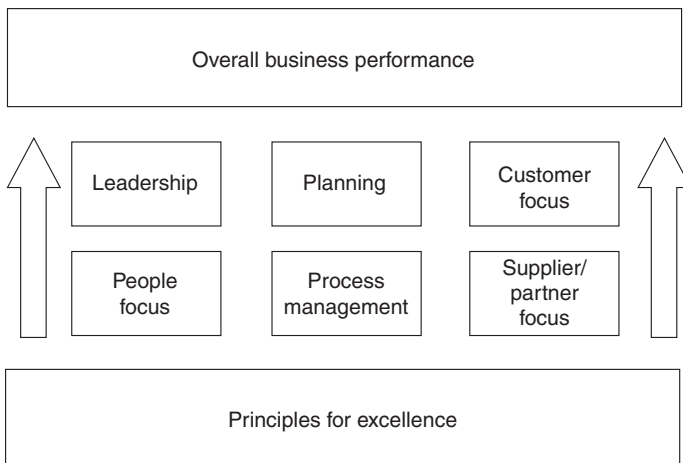 Overall business performance
Leadership
Planning
Customer
focus
People
focus
Process
management
Supplier/
partner
focus
Principles for excellence